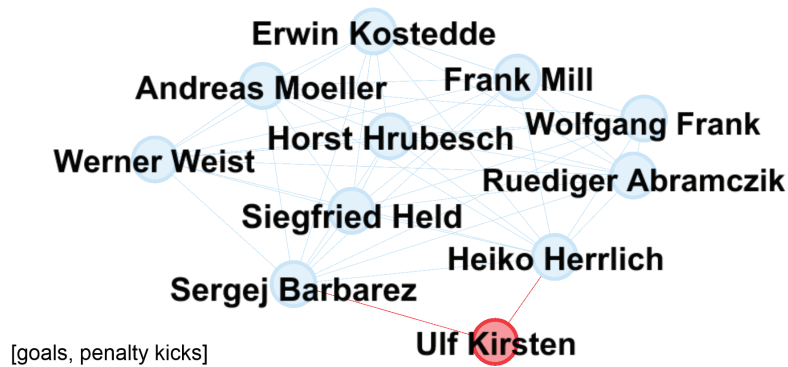 Erwin Kostedde
Andreas Moeller
Frank Mill
Wolfgang Frank
Horst Hrubesch
Werner Weist
Ruediger Abramczik
Siegfried Held
Heiko Herrlich
Sergej Barbarez
Ulf Kirsten
[goals, penalty kicks]